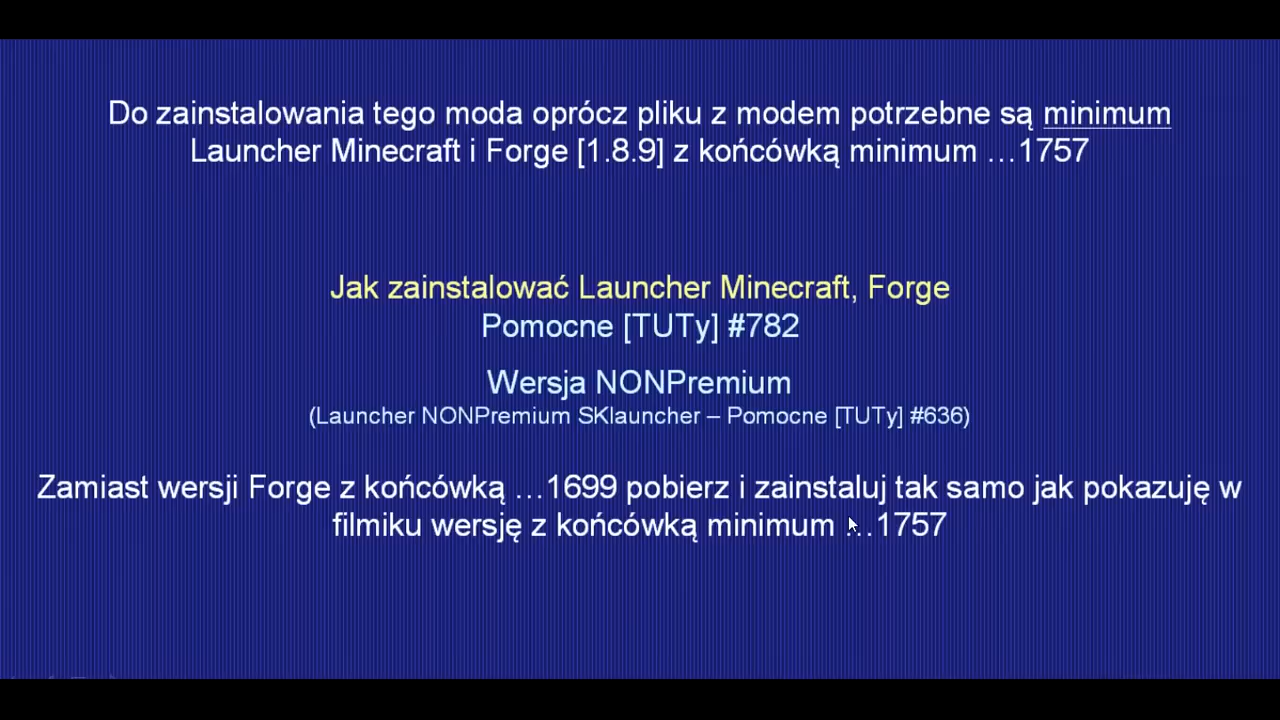 Do zainstalowania tego moda oprócz pliku z modem potrzebne są minimum
Launcher Minecraft i Forge [1.8.9] z końcówką minimum …1757
Jak zainstalować Launcher Minecraft, Forge
Pomocne [TUTy] #782
Wersja NONPremium
(Launcher NONPremium SKlauncher – Pomocne [TUTy] #636)
Zamiast wersji Forge z końcówką …1699 pobierz i zainstaluj tak samo jak pokazuję w
filmiku wersję z końcówką minimum …1757